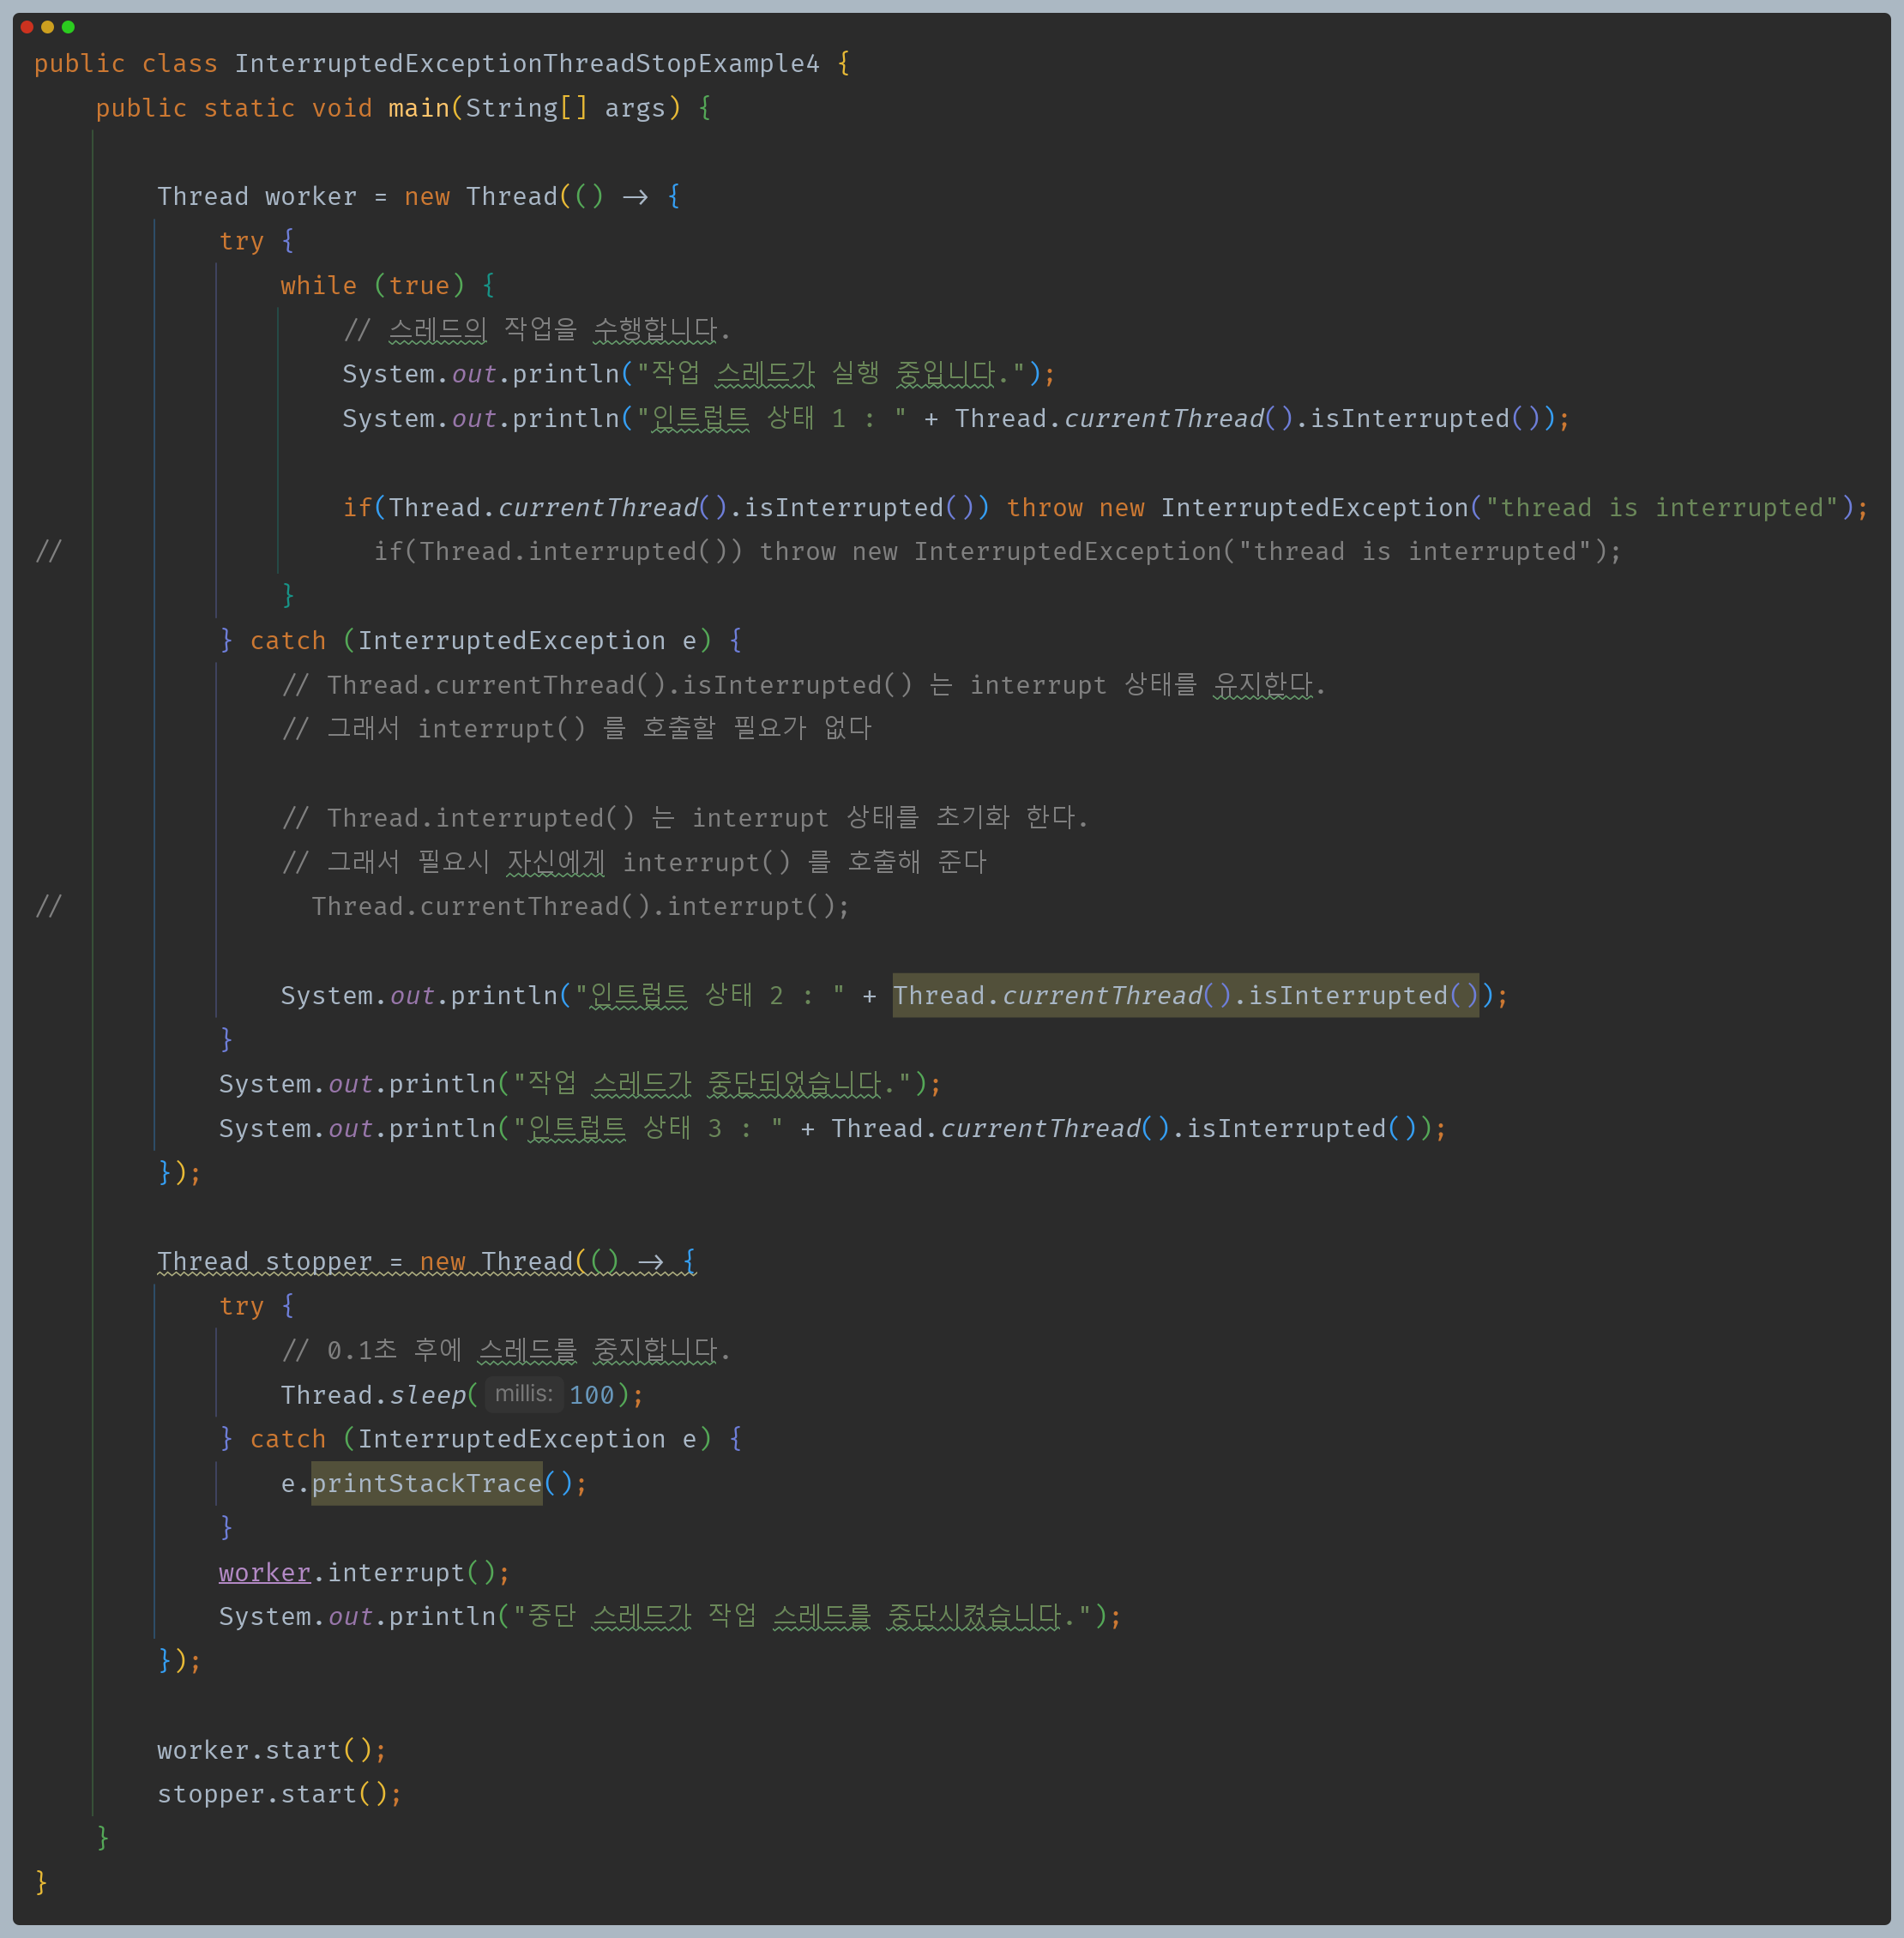 public class InterruptedExceptionThreadStopExample4 {
    public static void main(String[] args) {

        Thread worker = new Thread(() -> {
            try {
                while (true) {
                    // 스레드의 작업을 수행합니다.
                    System.out.println("작업 스레드가 실행 중입니다.");
                    System.out.println("인트럽트 상태 1 : " + Thread.currentThread().isInterrupted());

                    if(Thread.currentThread().isInterrupted()) throw new InterruptedException("thread is interrupted");
//                    if(Thread.interrupted()) throw new InterruptedException("thread is interrupted");
                }
            } catch (InterruptedException e) {
                // Thread.currentThread().isInterrupted() 는 interrupt 상태를 유지한다.
                // 그래서 interrupt() 를 호출할 필요가 없다

                // Thread.interrupted() 는 interrupt 상태를 초기화 한다.
                // 그래서 필요시 자신에게 interrupt() 를 호출해 준다
//                Thread.currentThread().interrupt();

                System.out.println("인트럽트 상태 2 : " + Thread.currentThread().isInterrupted());
            }
            System.out.println("작업 스레드가 중단되었습니다.");
            System.out.println("인트럽트 상태 3 : " + Thread.currentThread().isInterrupted());
        });

        Thread stopper = new Thread(() -> {
            try {
                // 0.1초 후에 스레드를 중지합니다.
                Thread.sleep( millis: 100);
            } catch (InterruptedException e) {
                e.printStackTrace();
            }
            worker.interrupt();
            System.out.println("중단 스레드가 작업 스레드를 중단시켰습니다.");
        });

        worker.start();
        stopper.start();
    }
}